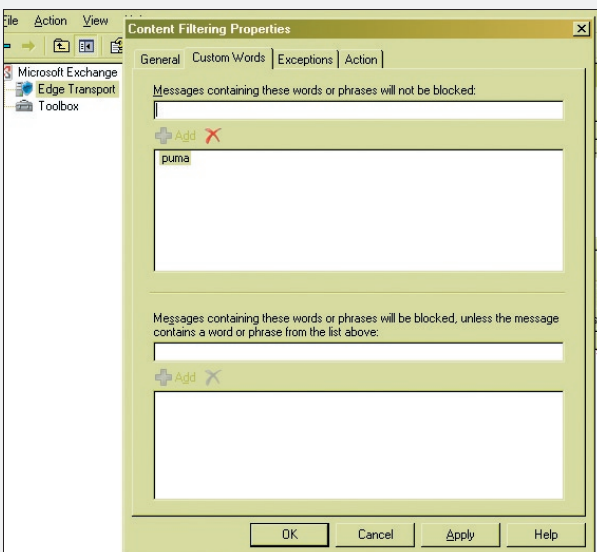 File Action View
Content Filtering Properties
Microsoft Exchange
Edge Transport
Toolbox
General Custom Words Exceptions Action
Messages containing these words or phrases will not be blocked:
Add
puma
Messages containing these words or phrases will be blocked, unless the message
contains a word or phrase from the list above:
Add
OK Cancel Apply Help